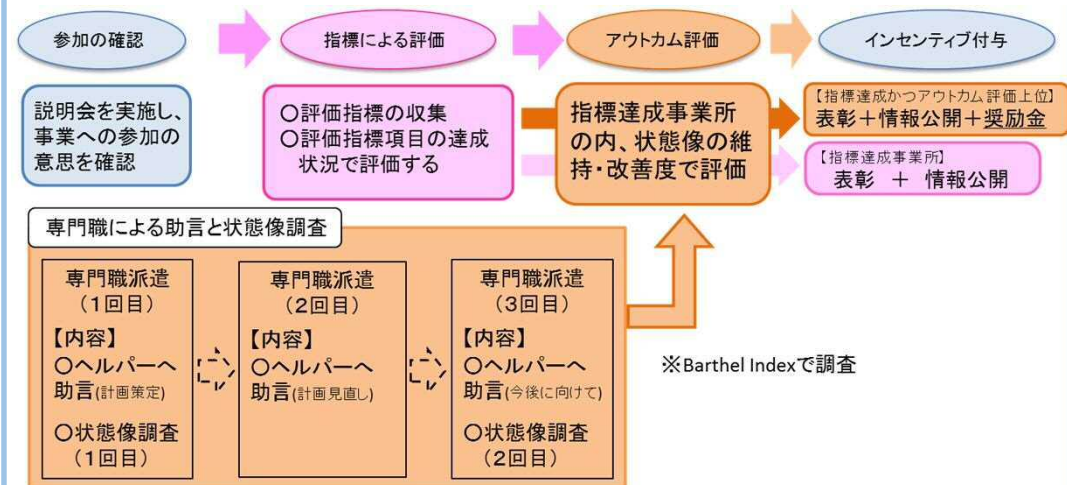 参加の確認
指標による評価
アウトカム評価
インセンティブ付与
説明会を実施し、
事業への参加の
意思を確認
○評価指標の収集
○評価指標項目の達成
状況で評価する
指標達成事業所
の内、状態像の維
持・改善度で評価
【指標達成かつアウトカム評価上位】
表彰＋情報公開＋奨励金
【指標達成事業所】
表彰　＋　情報公開
専門職による助言と状態像調査
専門職派遣
(1回目)
【内容】
○ヘルパーへ
助言(計画策定)
○状態像調査
(1回目)
専門職派遣
(2回目)
【内容】
○ヘルパーへ
助言(計画見直し)
専門職派遣
(3回目)
【内容】
○ヘルパーへ
助言(今後に向けて)
○状態像調査
(2回目)
※Barthel Indexで調査